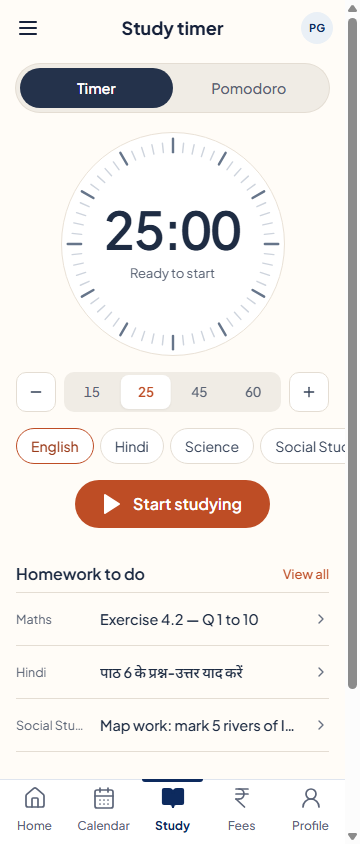 Study timer
PG
Timer
Pomodoro
25:00
Ready to start
− 15 25 45 60 +
English
Hindi
Science
Social Stud
Start studying
Homework to do
View all
Maths
Exercise 4.2 — Q 1 to 10
Hindi
पाठ 6 के प्रश्न-उत्तर याद करें
Social Stu...
Map work: mark 5 rivers of I...
Home
Calendar
Study
Fees
Profile